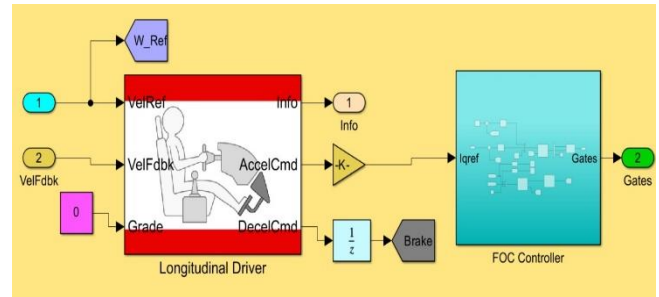 W_Ref
1
VelRef
Info
1
Info
2
VelFdbk
VelFdbk
AccelCmd
-K-
Iqref
Gates
2
Gates
0
Grade
DecelCmd
1
z
Brake
Longitudinal Driver
FOC Controller